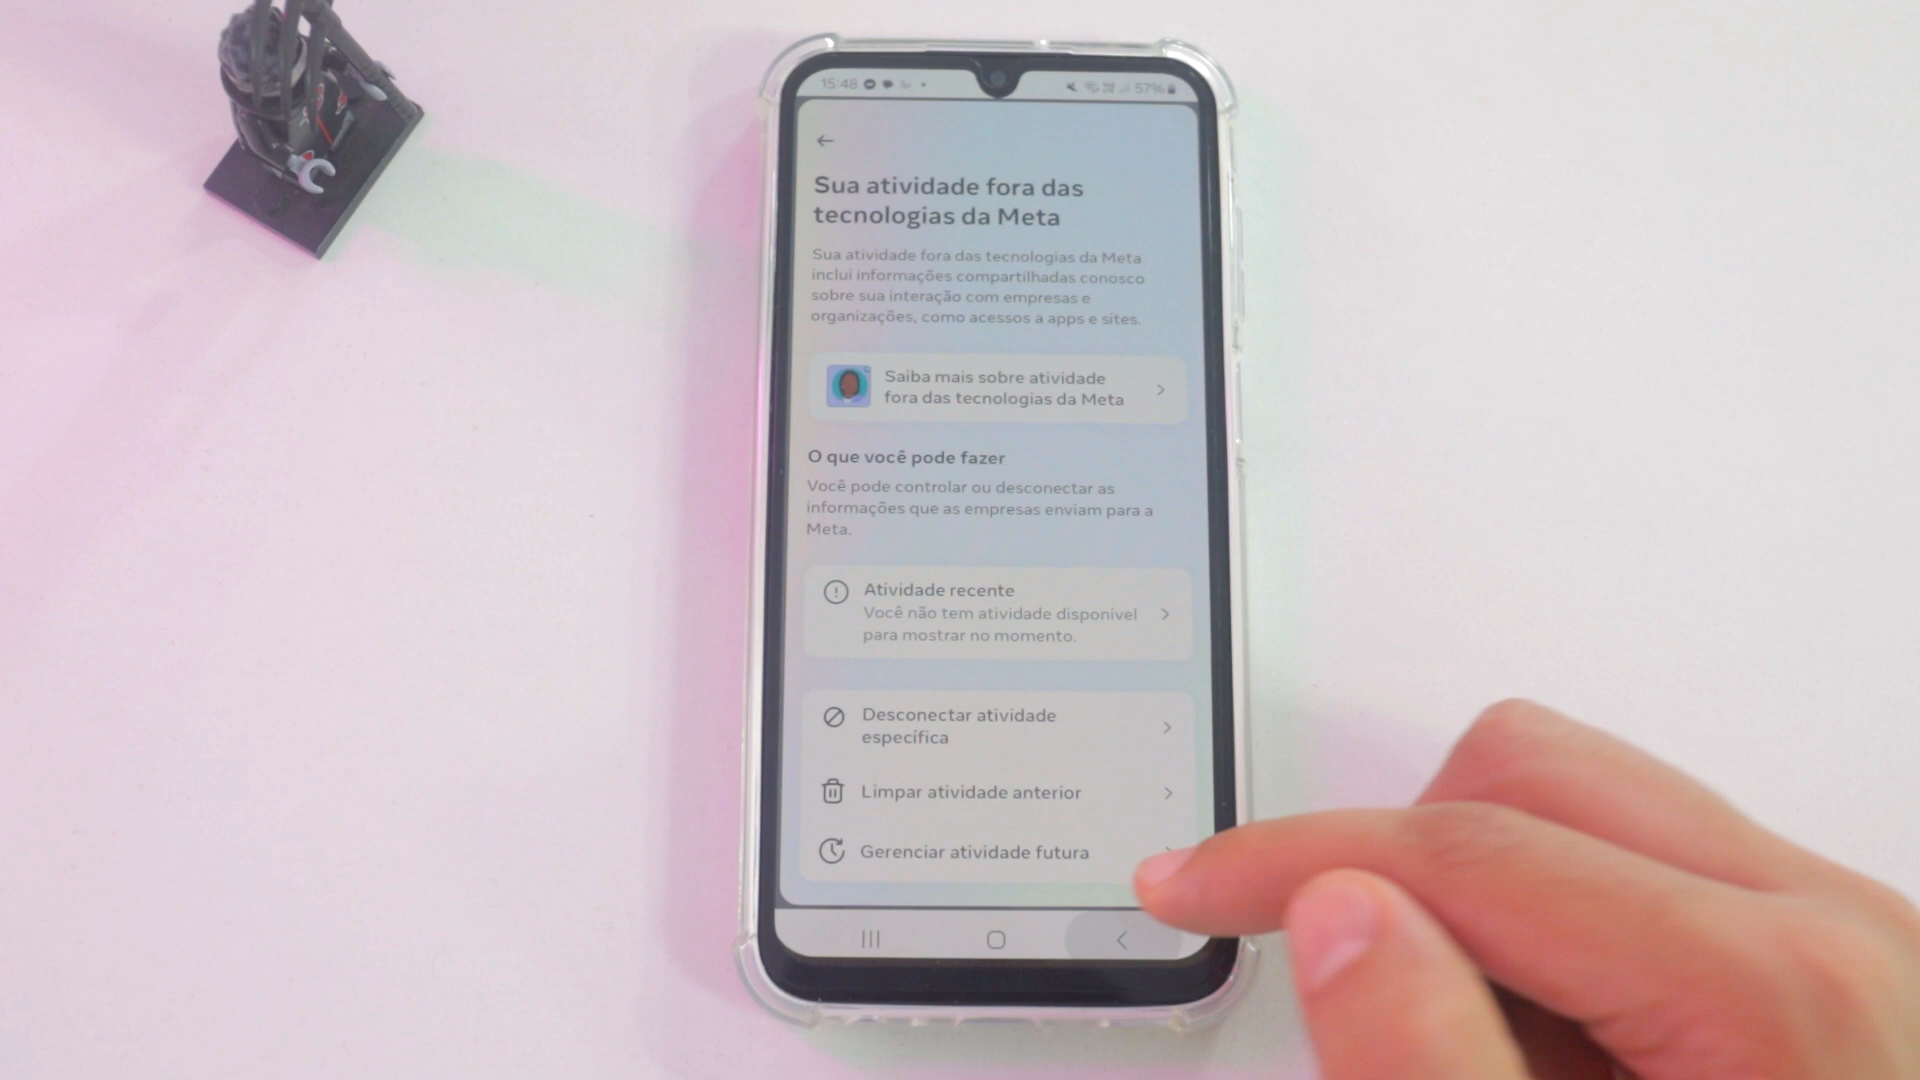 15:48
57%
Sua atividade fora das
tecnologias da Meta
Sua atividade fora das tecnologias da Meta
inclui informações compartilhadas conosco
sobre sua interação com empresas e
organizações, como acessos a apps e sites.
Saiba mais sobre atividade
fora das tecnologias da Meta
O que você pode fazer
Você pode controlar ou desconectar as
informações que as empresas enviam para a
Meta.
Atividade recente
Você não tem atividade disponível
para mostrar no momento.
Desconectar atividade
específica
Limpar atividade anterior
Gerenciar atividade futura